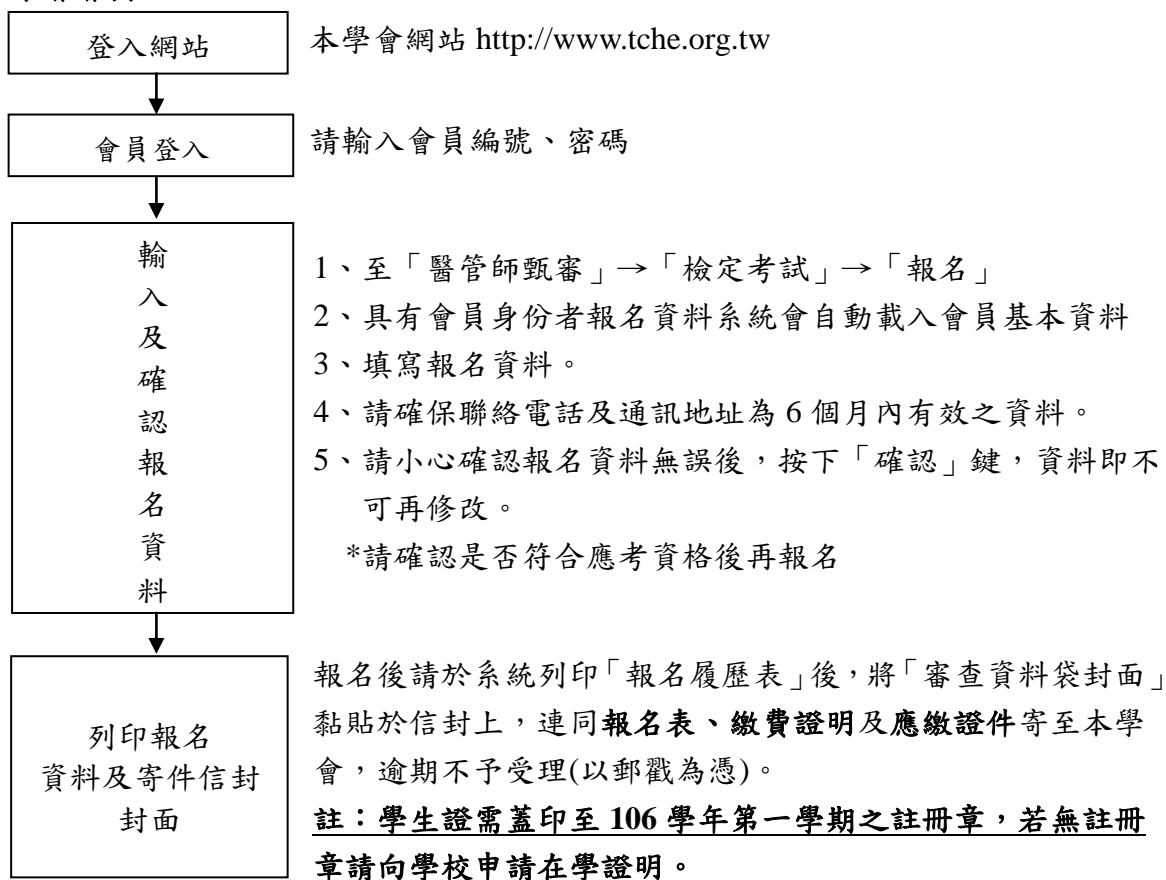 登入網站
本學會網站 http://www.tche.org.tw
會員登入
請輸入會員編號、密碼
輸
入
及
確
認
報
名
資
料
1、至「醫管師甄審」→「檢定考試」→「報名」
2、具有會員身份者報名資料系統會自動載入會員基本資料
3、填寫報名資料。
4、請確保聯絡電話及通訊地址為 6 個月內有效之資料。
5、請小心確認報名資料無誤後，按下「確認」鍵，資料即不
可再修改。
*請確認是否符合應考資格後再報名
列印報名
資料及寄件信封
封面
報名後請於系統列印「報名履歷表」後，將「審查資料袋封面」
黏貼於信封上，連同報名表、繳費證明及應繳證件寄至本學
會，逾期不予受理(以郵戳為憑)。
註：學生證需蓋印至 106 學年第一學期之註冊章，若無註冊
章請向學校申請在學證明。